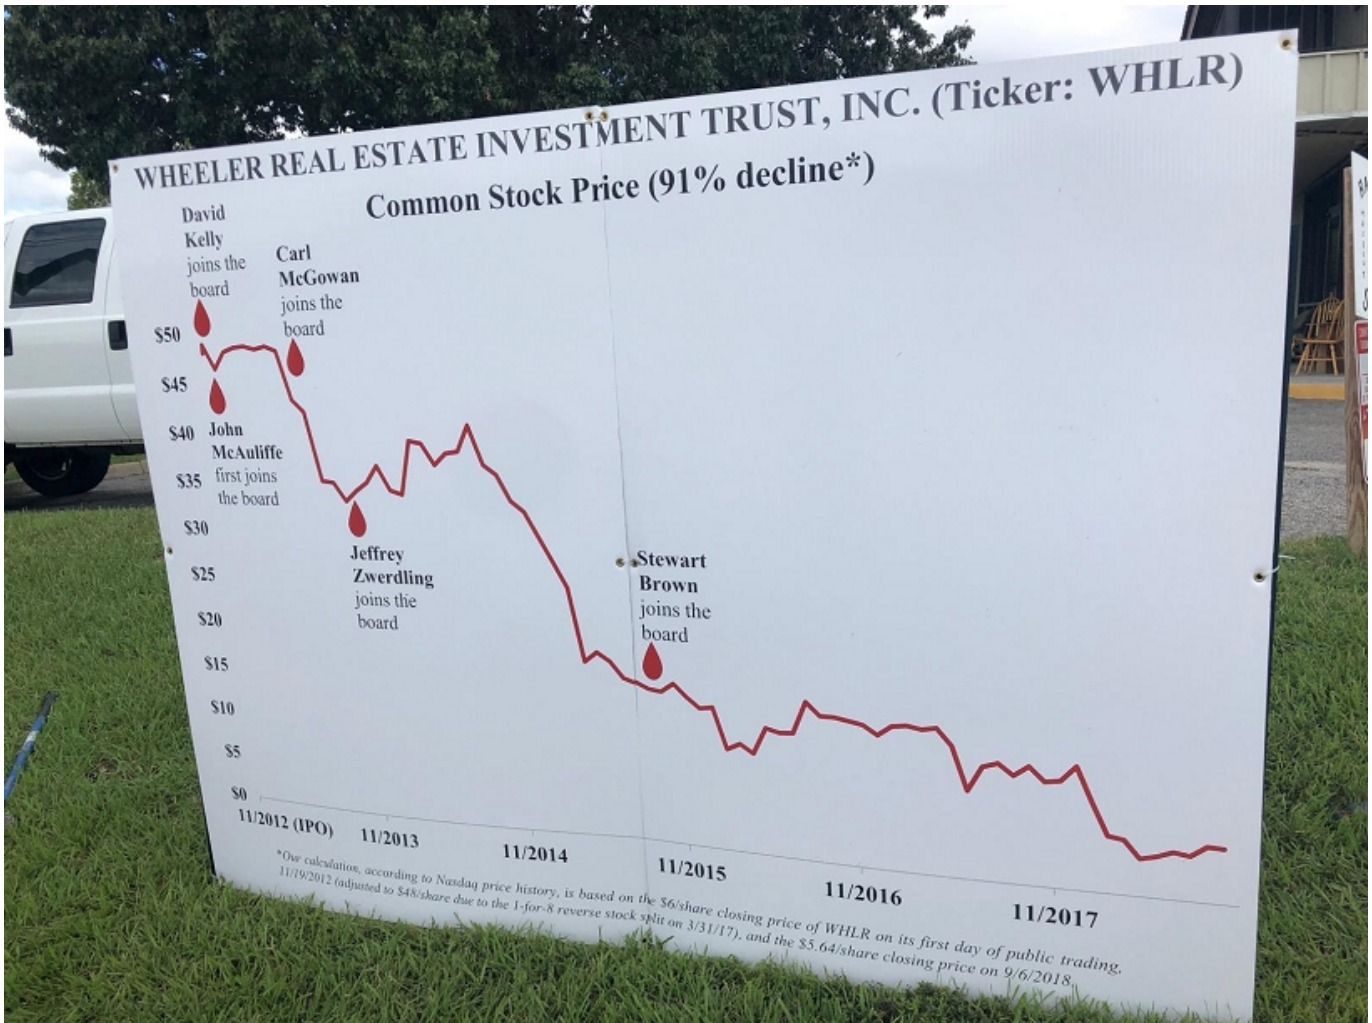 WHEELER REAL ESTATE INVESTMENT TRUST, INC. (Ticker: WHLR)
Common Stock Price (91% decline*)
David
Kelly
joins the
board
Carl
McGowan
joins the
board
$50
$45
$40
$35
$30
$25
$20
$15
$10
$5
$0
John
McAuliffe
first joins
the board
Jeffrey
Zwerdling
joins the
board
Stewart
Brown
joins the
board
11/2012 (IPO)
11/2013
11/2014
11/2015
11/2016
11/2017
*Our calculation, according to Nasdaq price history, is based on the $6/share closing price of WHLR on its first day of public trading,
11/19/2012 (adjusted to $48/share due to the 1-for-8 reverse stock split on 3/31/17), and the $5.64/share closing price on 9/6/2018.